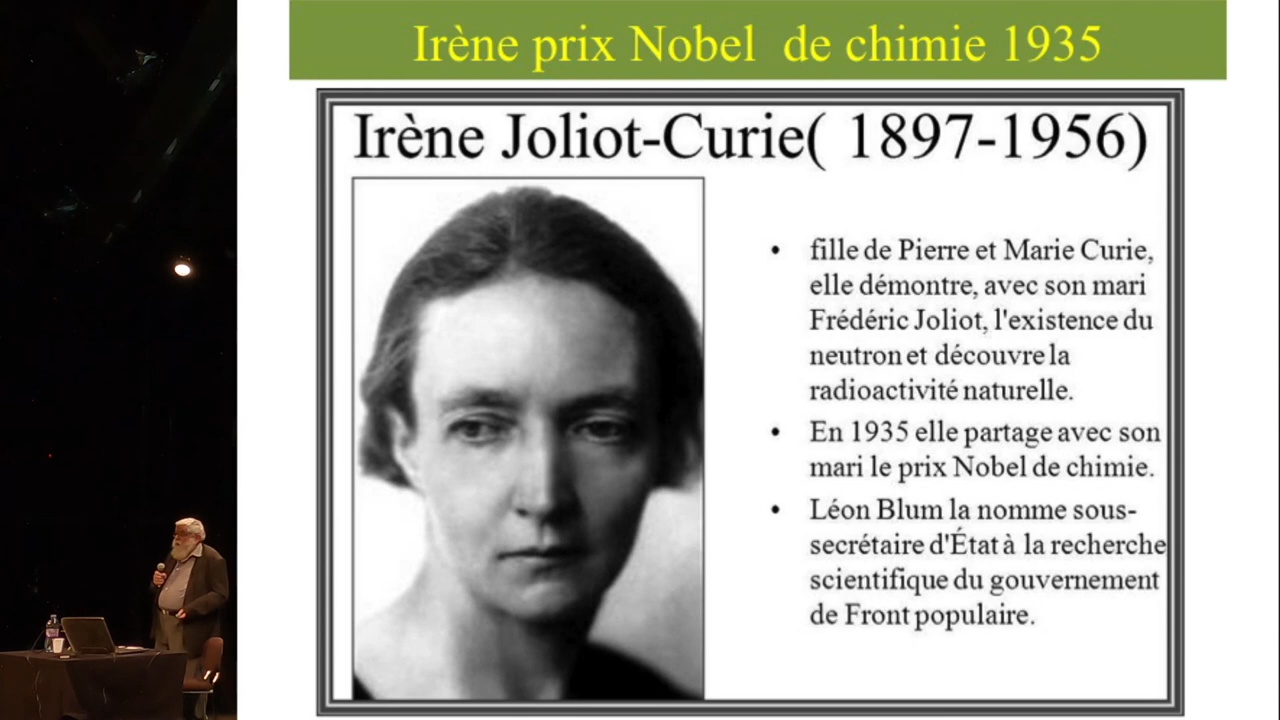 Irène prix Nobel de chimie 1935
Irène Joliot-Curie( 1897-1956)
• fille de Pierre et Marie Curie,
elle démontre, avec son mari
Frédéric Joliot, l'existence du
neutron et découvre la
radioactivité naturelle.
• En 1935 elle partage avec son
mari le prix Nobel de chimie.
• Léon Blum la nomme sous-
secrétaire d'État à la recherche
scientifique du gouvernement
de Front populaire.